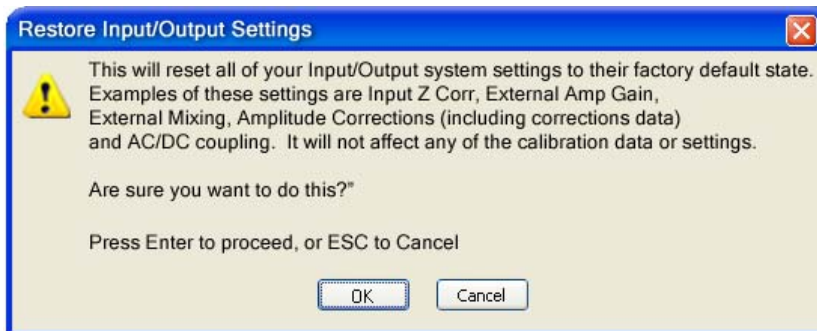 Restore Input/Output Settings
This will reset all of your Input/Output system settings to their factory default state.
Examples of these settings are Input Z Corr, External Amp Gain,
External Mixing, Amplitude Corrections (including corrections data)
and AC/DC coupling. It will not affect any of the calibration data or settings.
Are sure you want to do this?”
Press Enter to proceed, or ESC to Cancel
OK
Cancel